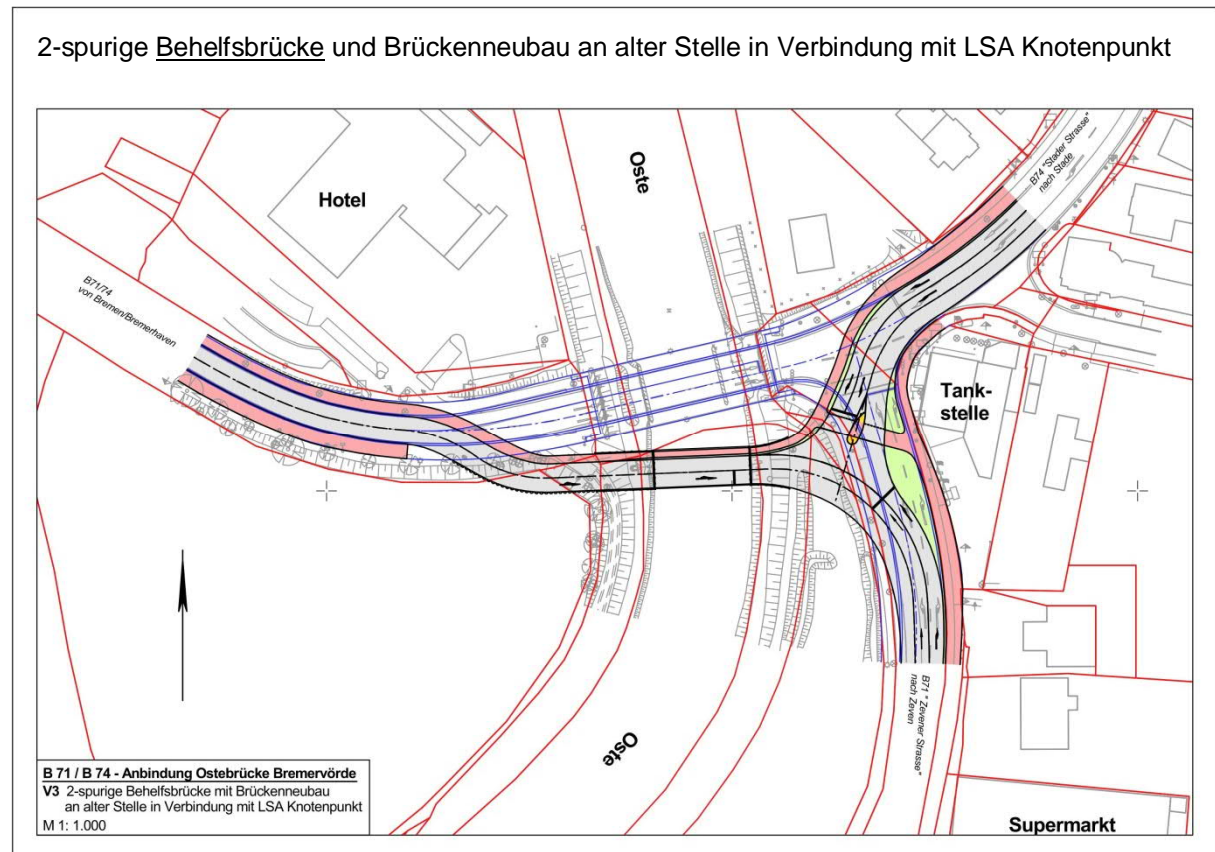 2-spurige Behelfsbrücke und Brückenneubau an alter Stelle in Verbindung mit LSA Knotenpunkt
Hotel
Oste
B74 "Stader Strasse"
nach Stade
B71/74
von Bremen/Bremerhaven
Tank-
stelle
Oste
B71 " Zevener Strasse"
nach Zeven
Supermarkt
B 71 / B 74 - Anbindung Ostebrücke Bremervörde
V3 2-spurige Behelfsbrücke mit Brückenneubau
an alter Stelle in Verbindung mit LSA Knotenpunkt
M 1: 1.000